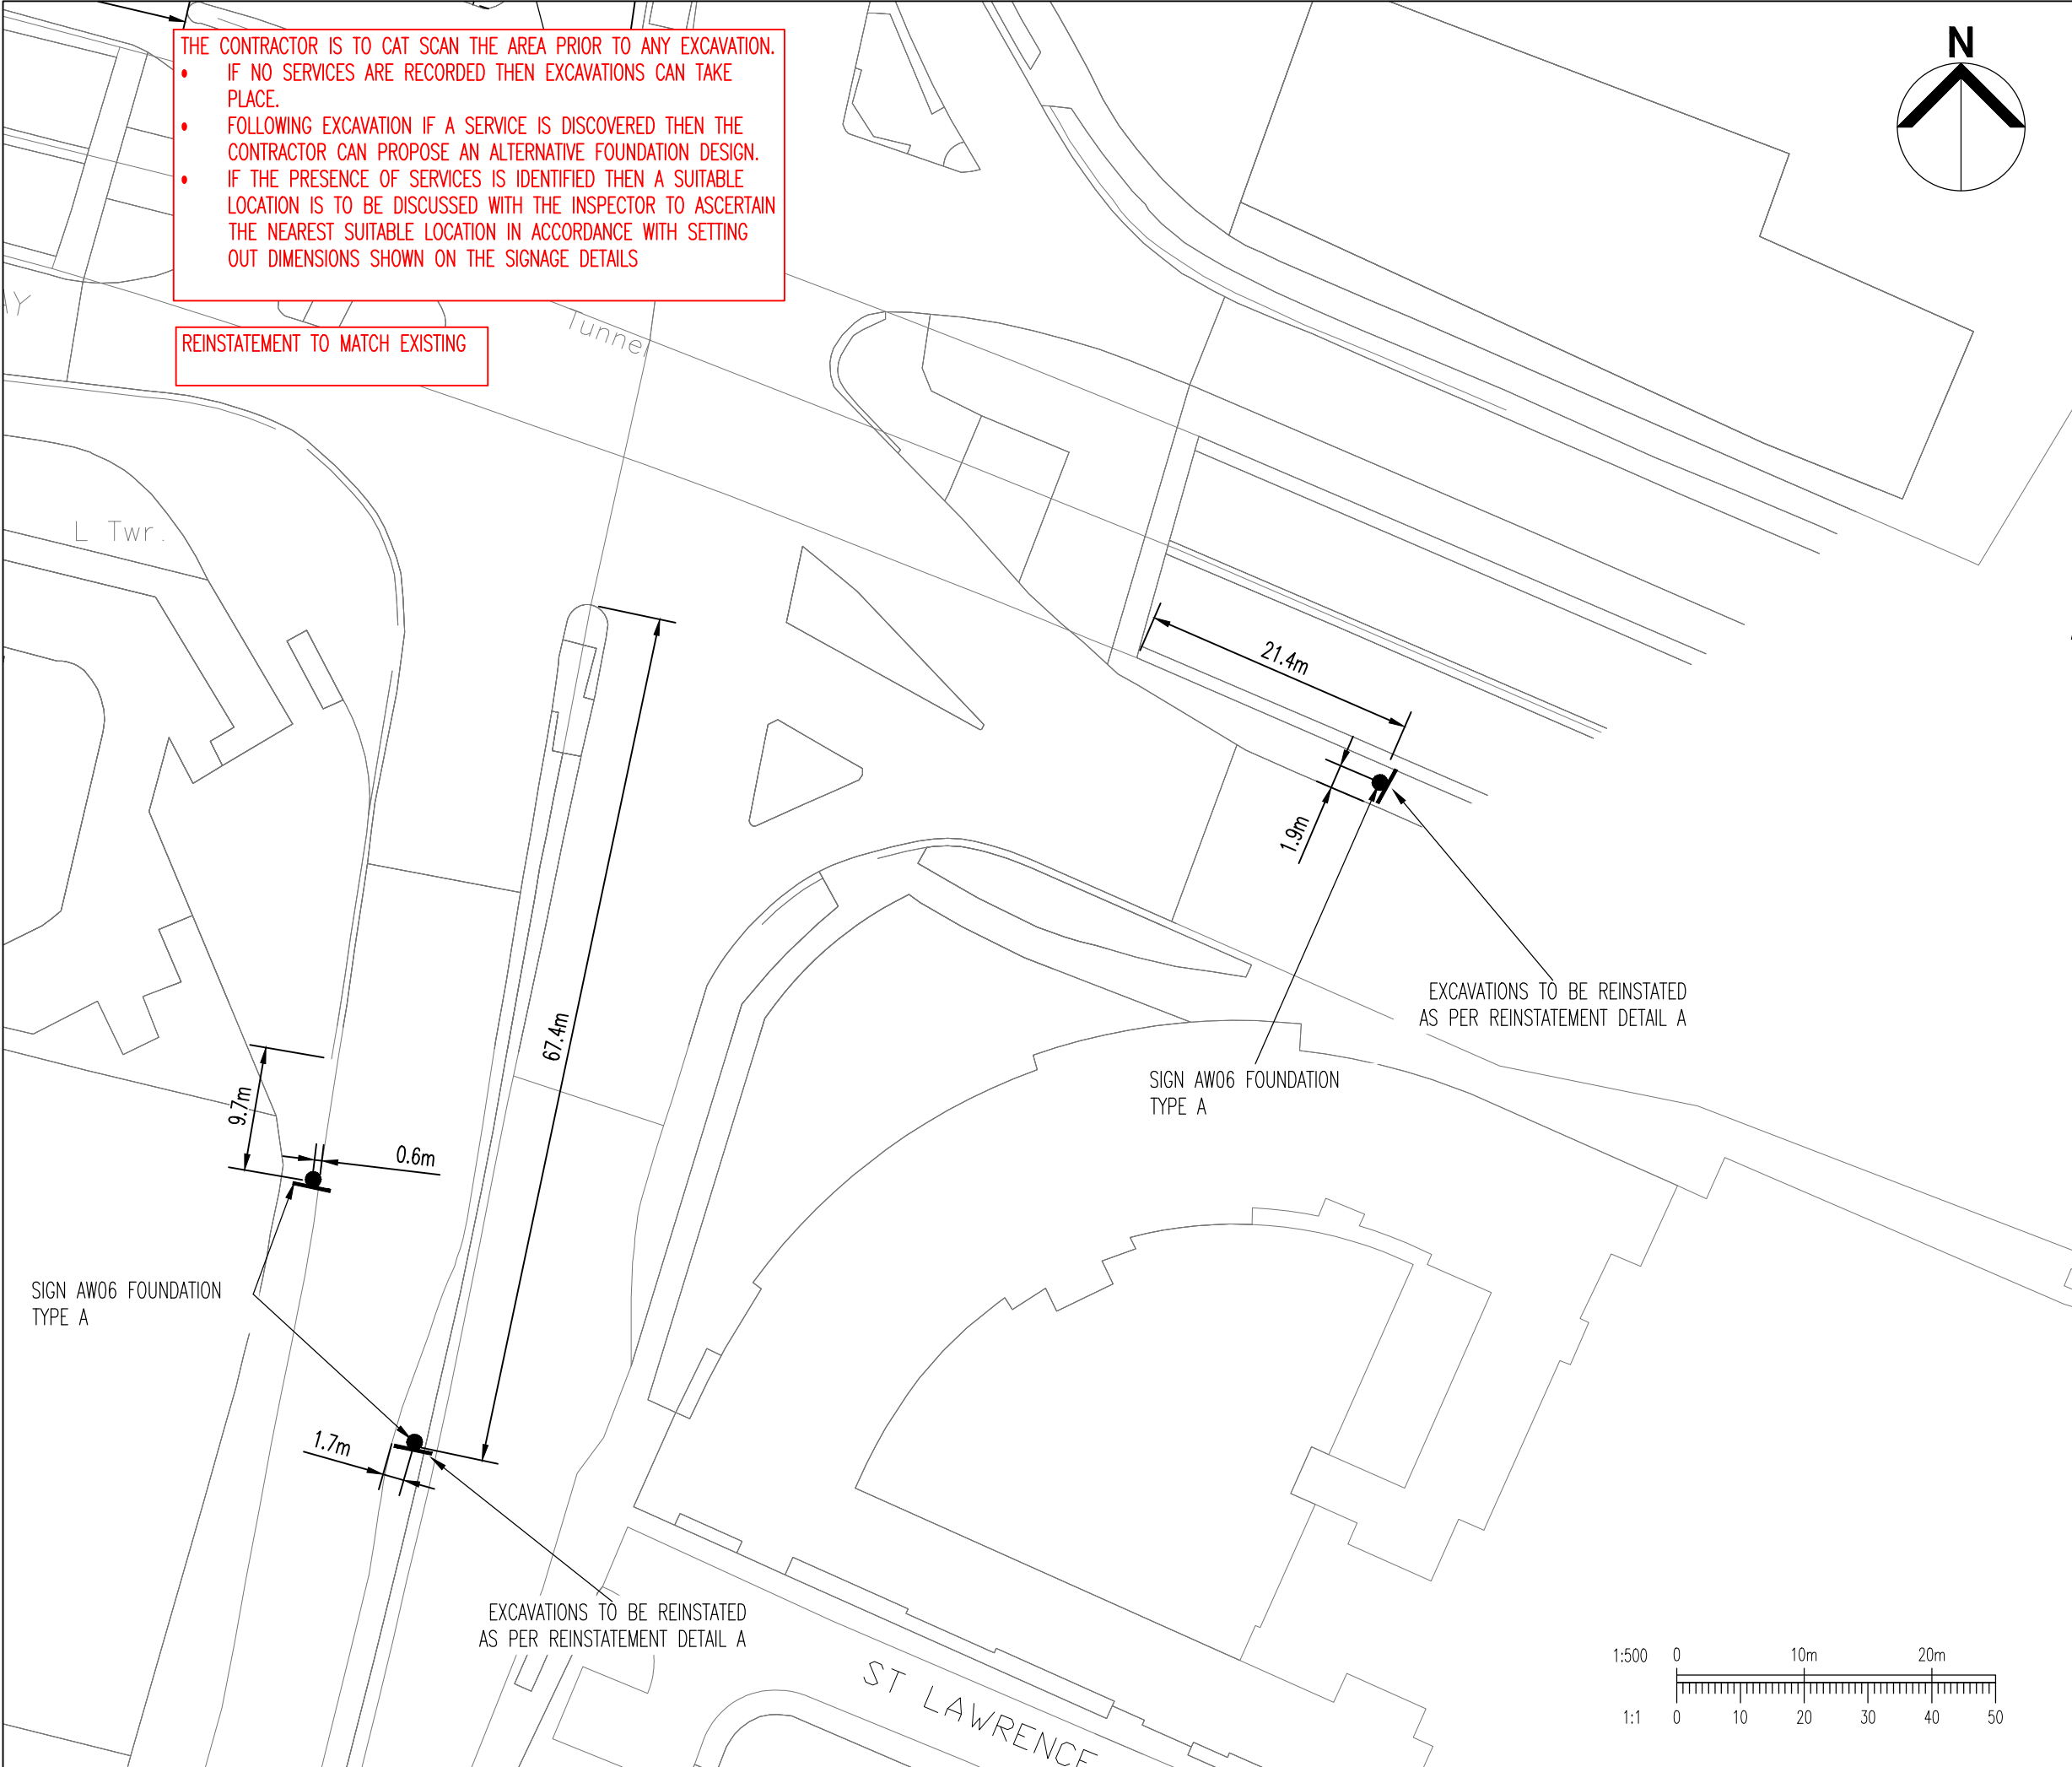 THE CONTRACTOR IS TO CAT SCAN THE AREA PRIOR TO ANY EXCAVATION.
• IF NO SERVICES ARE RECORDED THEN EXCAVATIONS CAN TAKE
PLACE.
• FOLLOWING EXCAVATION IF A SERVICE IS DISCOVERED THEN THE
CONTRACTOR CAN PROPOSE AN ALTERNATIVE FOUNDATION DESIGN.
• IF THE PRESENCE OF SERVICES IS IDENTIFIED THEN A SUITABLE
LOCATION IS TO BE DISCUSSED WITH THE INSPECTOR TO ASCERTAIN
THE NEAREST SUITABLE LOCATION IN ACCORDANCE WITH SETTING
OUT DIMENSIONS SHOWN ON THE SIGNAGE DETAILS
N
REINSTATEMENT TO MATCH EXISTING
Tunnel
L Twr.
21.4m
1.9m
EXCAVATIONS TO BE REINSTATED
AS PER REINSTATEMENT DETAIL A
SIGN AW06 FOUNDATION
TYPE A
67.4m
9.7m
0.6m
SIGN AW06 FOUNDATION
TYPE A
1.7m
EXCAVATIONS TO BE REINSTATED
AS PER REINSTATEMENT DETAIL A
ST LAWRENCE
1:500 0 10m 20m
1:1 0 10 20 30 40 50